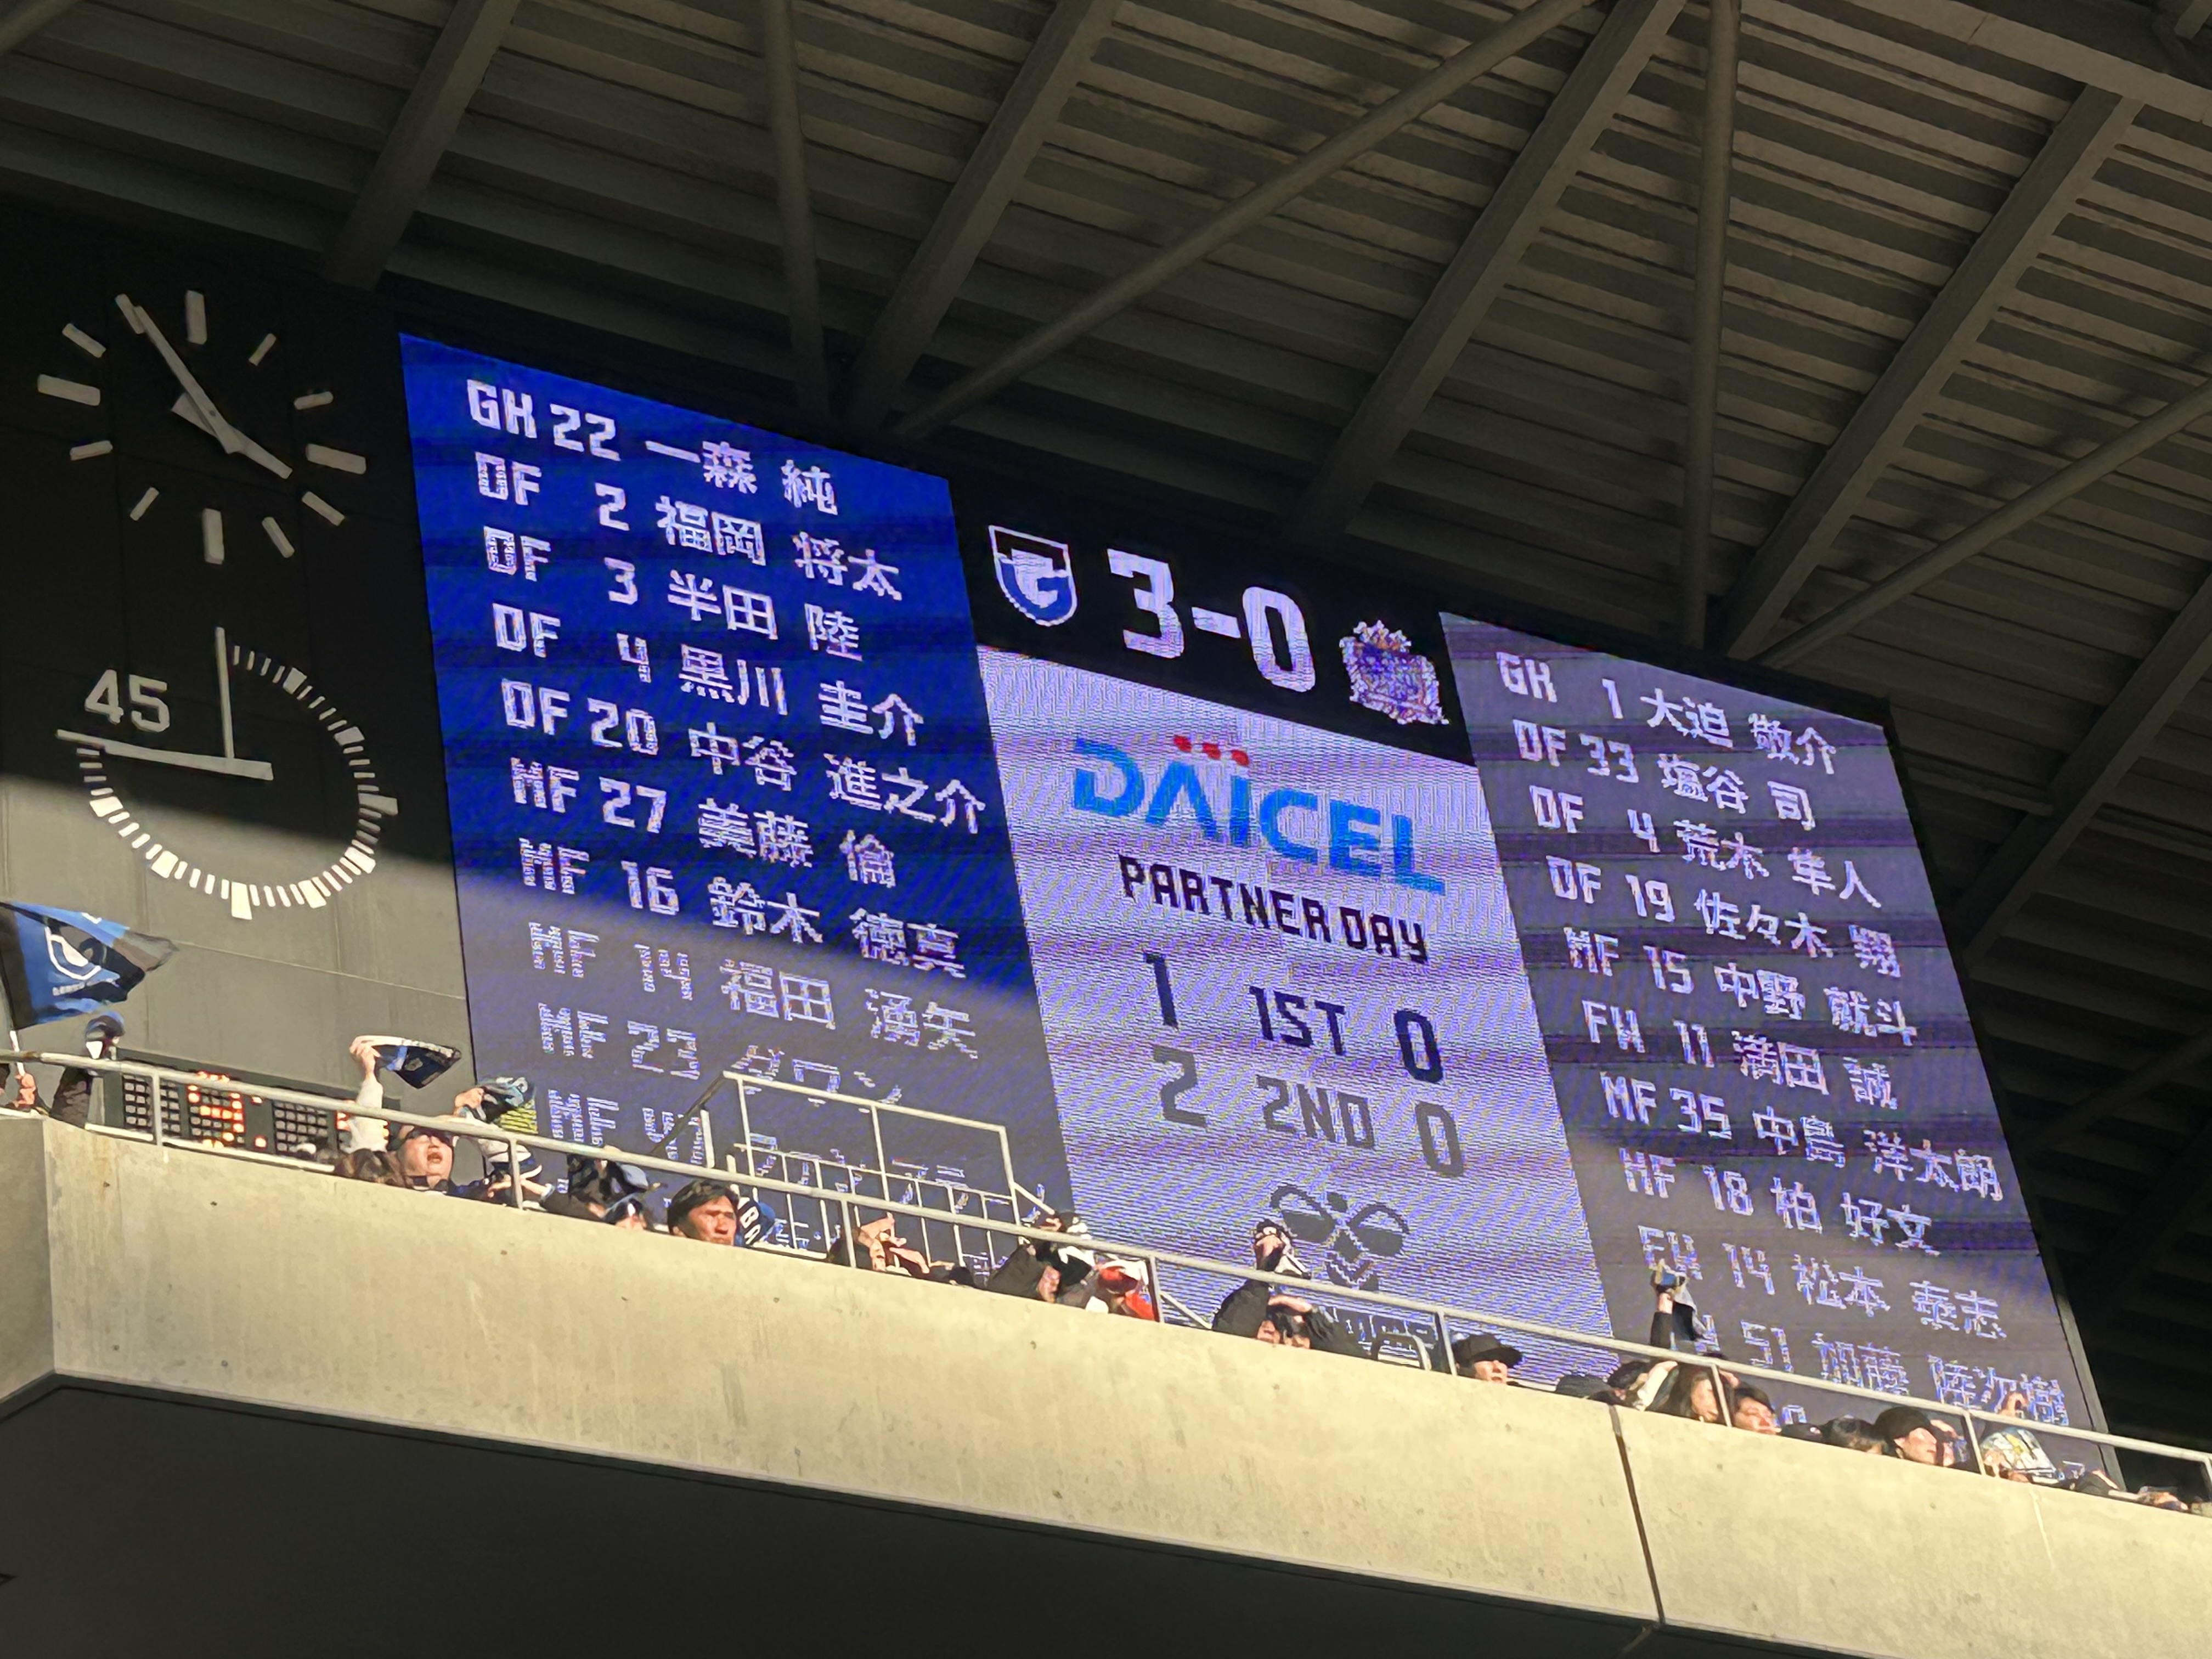 45
GK 22 一森 純
DF 2 福岡 将太
DF 3 半田 陸
DF 4 黒川 圭介
DF 20 中谷 進之介
MF 27 美藤 倫
MF 16 鈴木 徳真
MF 14 福田 湧矢
MF 23 ダワン
MF
3-0
DAICEL
PARTNER DAY
1 1ST 0
2 2ND 0
GK 1 大迫 敬介
DF 33 塩谷 司
DF 4 荒木 隼人
DF 19 佐々木 翔
MF 15 中野 就斗
FW 11 満田 誠
MF 35 中島 洋太朗
MF 18 柏 好文
FW 14 松本 泰志
51 加藤 陸次樹